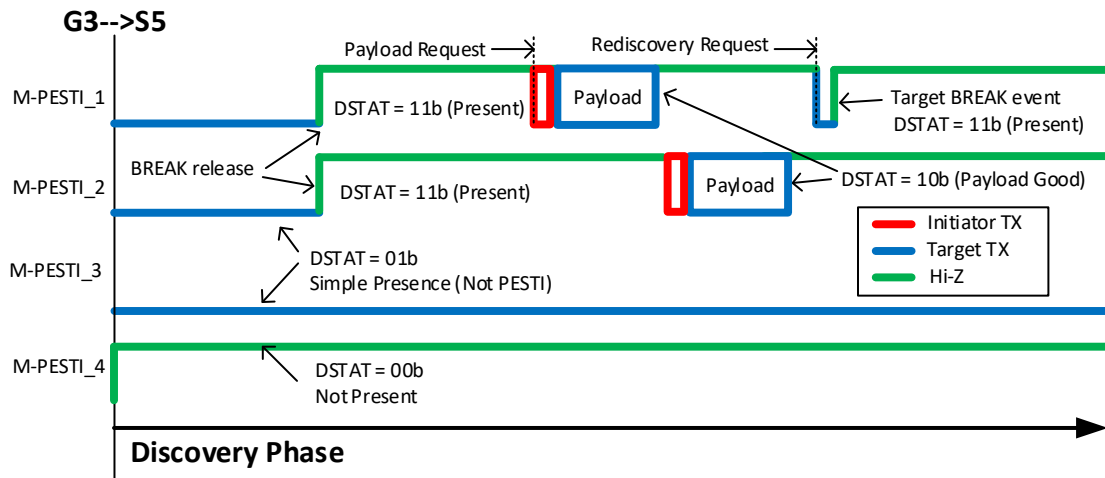 G3-->S5
Payload Request
Rediscovery Request
M-PESTI_1
DSTAT = 11b (Present)
Payload
Target BREAK event
DSTAT = 11b (Present)
BREAK release
M-PESTI_2
DSTAT = 11b (Present)
Payload
DSTAT = 10b (Payload Good)
Initiator TX
Target TX
Hi-Z
M-PESTI_3
DSTAT = 01b
Simple Presence (Not PESTI)
M-PESTI_4
DSTAT = 00b
Not Present
Discovery Phase